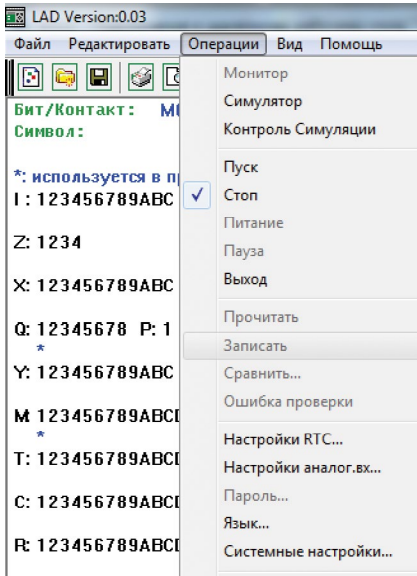 LAD Version:0.03
Файл Редактировать Операции Вид Помощь
Бит/Контакт:
Символ:
*: используется в
I : 123456789ABC
Z: 1234
X: 123456789ABC
Q: 12345678 P: 1
*
Y: 123456789ABC
M: 123456789ABC
*
T: 123456789ABC
C: 123456789ABC
R: 123456789ABC
Монитор
Симулятор
Контроль Симуляции
Пуск
✓ Стоп
Питание
Пауза
Выход
Прочитать
Записать
Сравнить...
Ошибка проверки
Настройки RTC...
Настройки аналог.вх...
Пароль...
Язык...
Системные настройки...